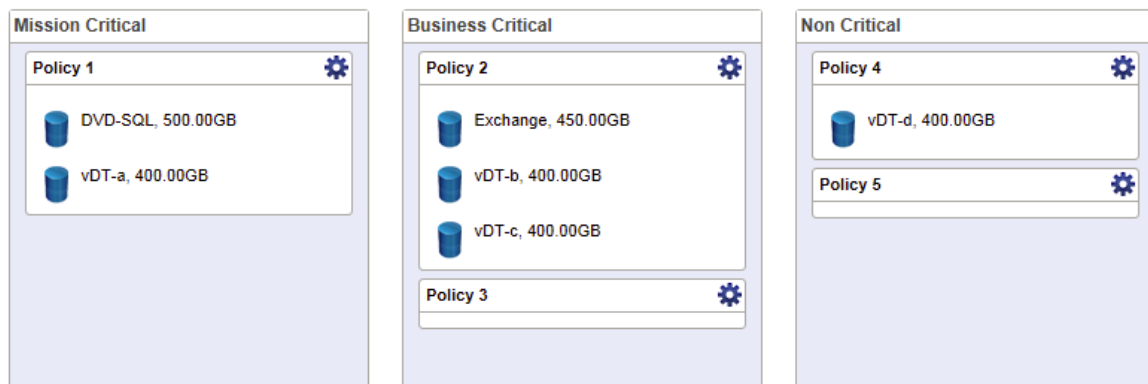 Mission Critical
Policy 1
DVD-SQL, 500.00GB
vDT-a, 400.00GB
Business Critical
Policy 2
Exchange, 450.00GB
vDT-b, 400.00GB
vDT-c, 400.00GB
Policy 3
Non Critical
Policy 4
vDT-d, 400.00GB
Policy 5